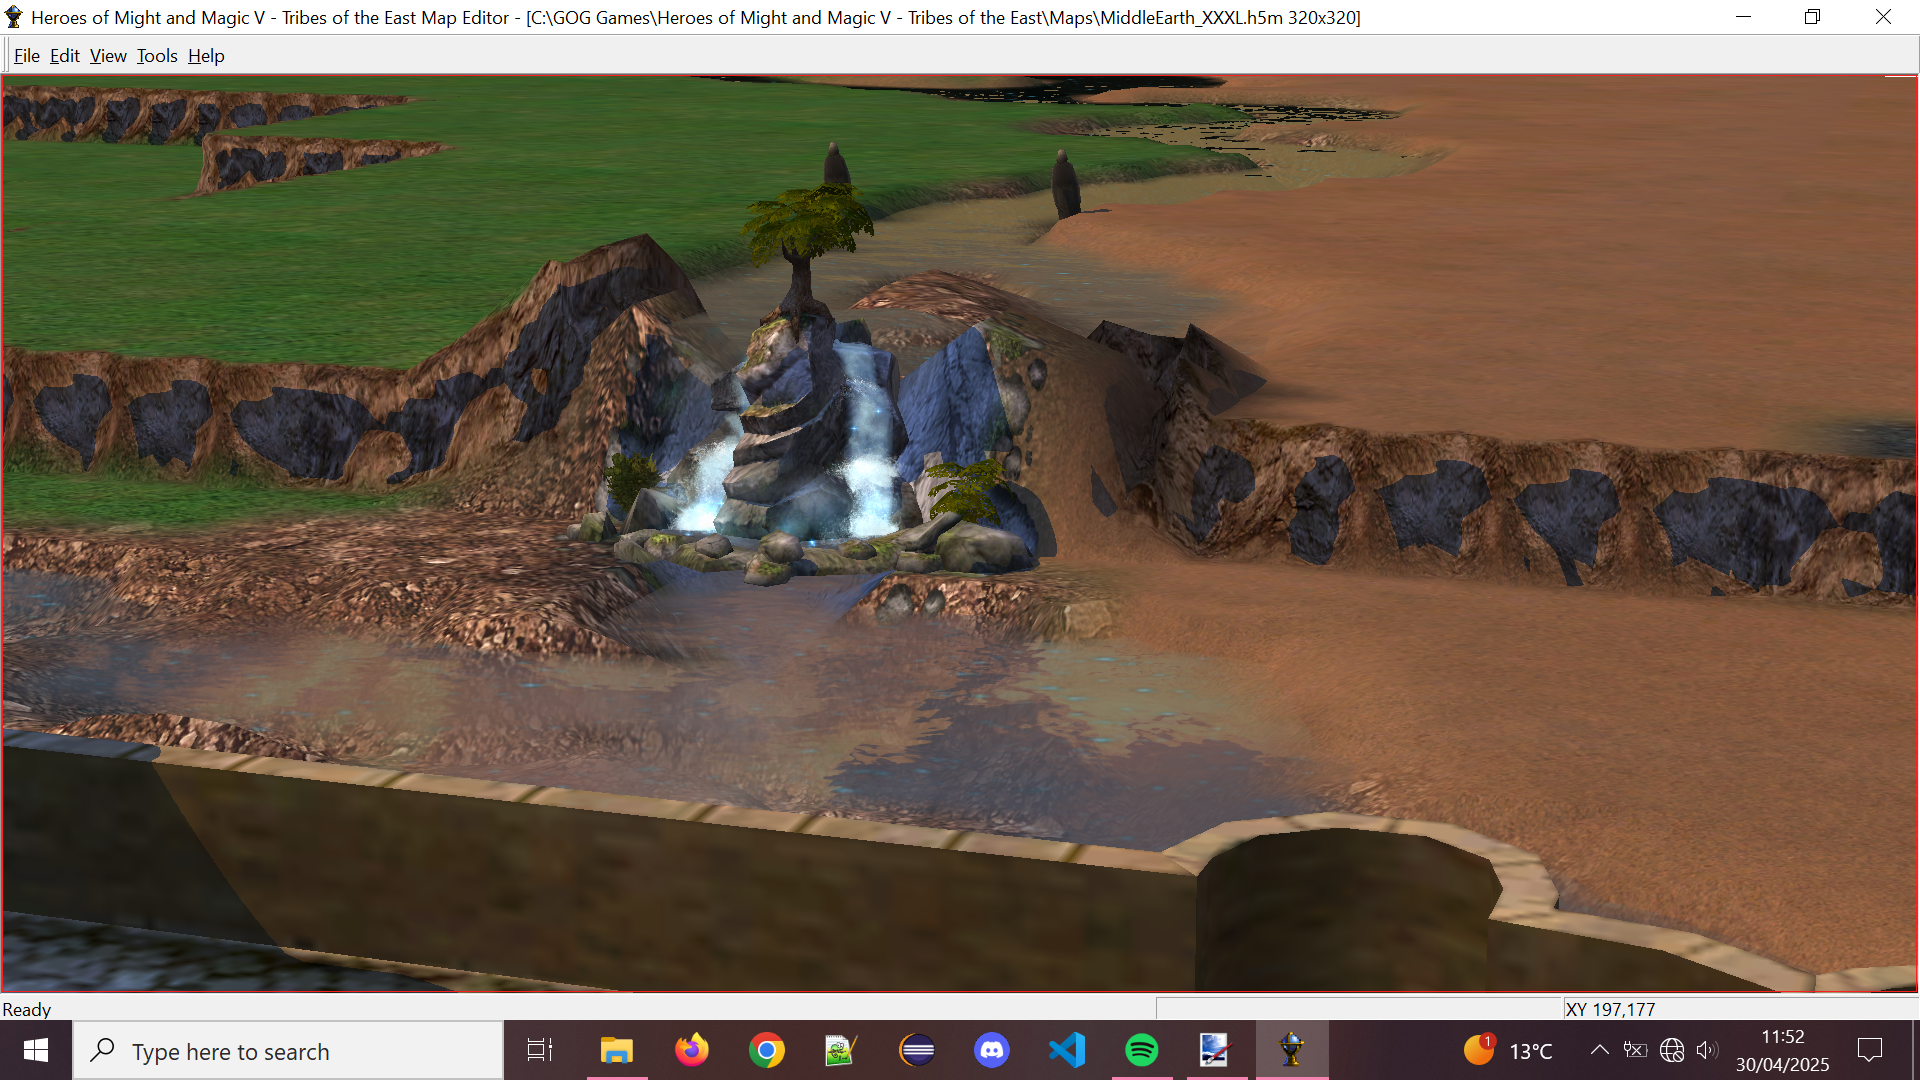 Heroes of Might and Magic V - Tribes of the East Map Editor - [C:\GOG Games\Heroes of Might and Magic V - Tribes of the East\Maps\MiddleEarth_XXXL.h5m 320x320]
File Edit View Tools Help
Ready
XY 197,177
Type here to search
1
13°C
11:52
30/04/2025